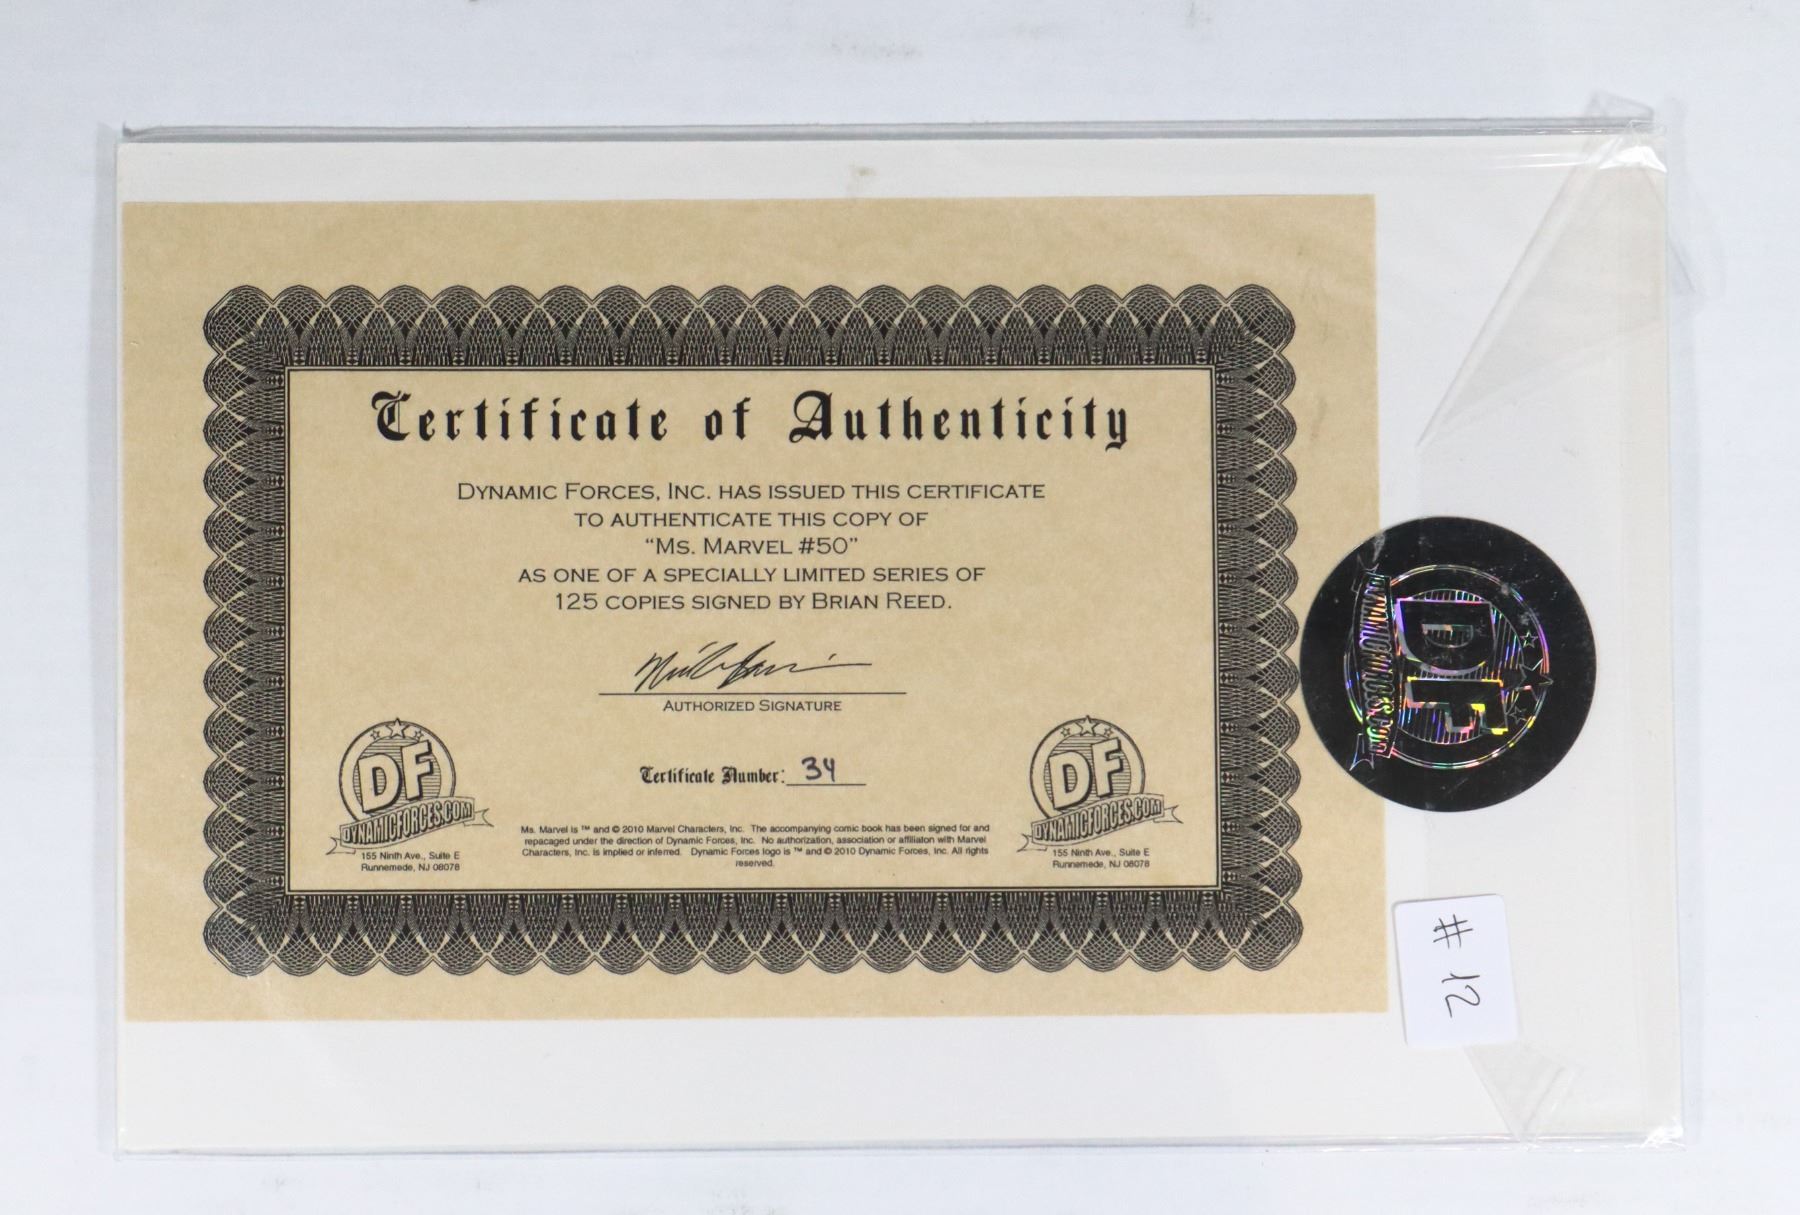 Certificate of Authenticity
DYNAMIC FORCES, INC. HAS ISSUED THIS CERTIFICATE
TO AUTHENTICATE THIS COPY OF
“MS. MARVEL #50”
AS ONE OF A SPECIALLY LIMITED SERIES OF
125 COPIES SIGNED BY BRIAN REED.
AUTHORIZED SIGNATURE
Certificate Number: 34
DF
DYNAMICFORCES.COM
155 Ninth Ave., Suite E
Runnemede, NJ 08078
Ms. Marvel is ™ and © 2010 Marvel Characters, Inc. The accompanying comic book has been signed for and
repacaged under the direction of Dynamic Forces, Inc. No authorization, association or affiliaton with Marvel
Characters, Inc. is implied or inferred. Dynamic Forces logo is ™ and © 2010 Dynamic Forces, Inc. All rights
reserved.
DF
DYNAMICFORCES.COM
155 Ninth Ave., Suite E
Runnemede, NJ 08078
DF
DYNAMICFORCES.COM
# 12